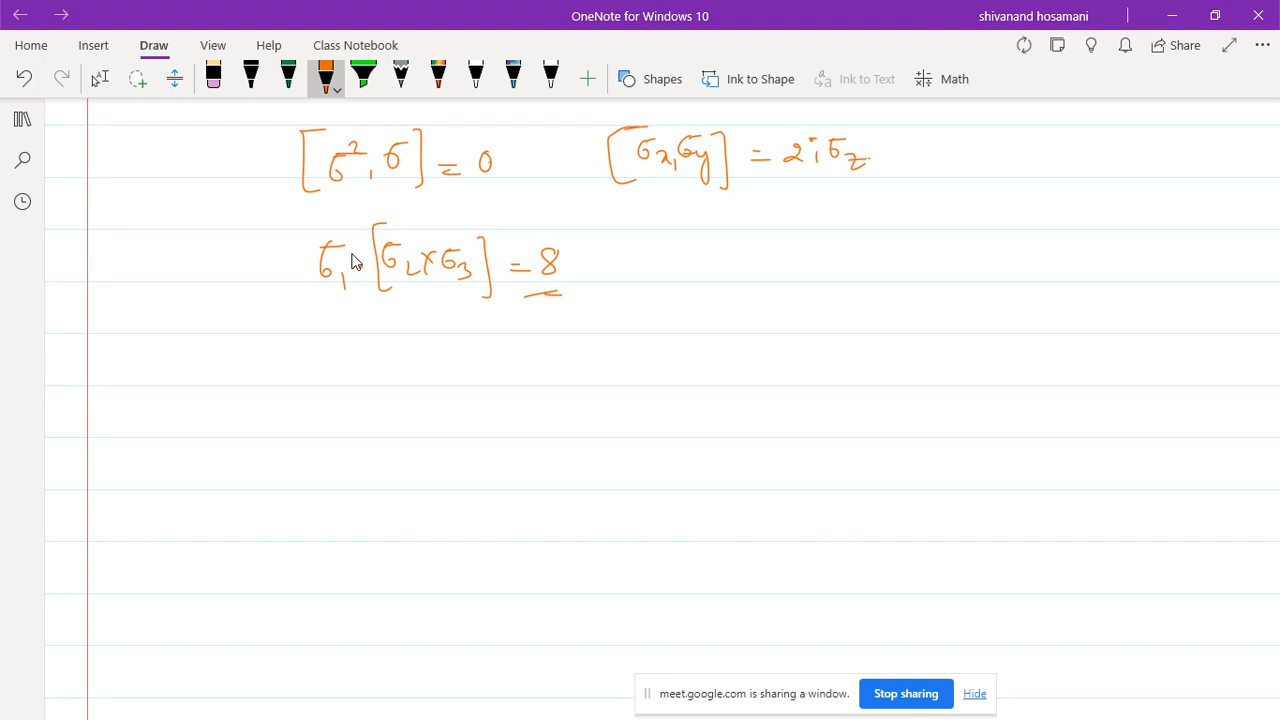 OneNote for Windows 10
shivanand hosamani
Home Insert Draw View Help Class Notebook
Share
Shapes Ink to Shape Ink to Text Math
[σ², σ] = 0 [σx, σy] = 2iσz
σ1 [σ2 × σ3] = 8
meet.google.com is sharing a window. Stop sharing Hide